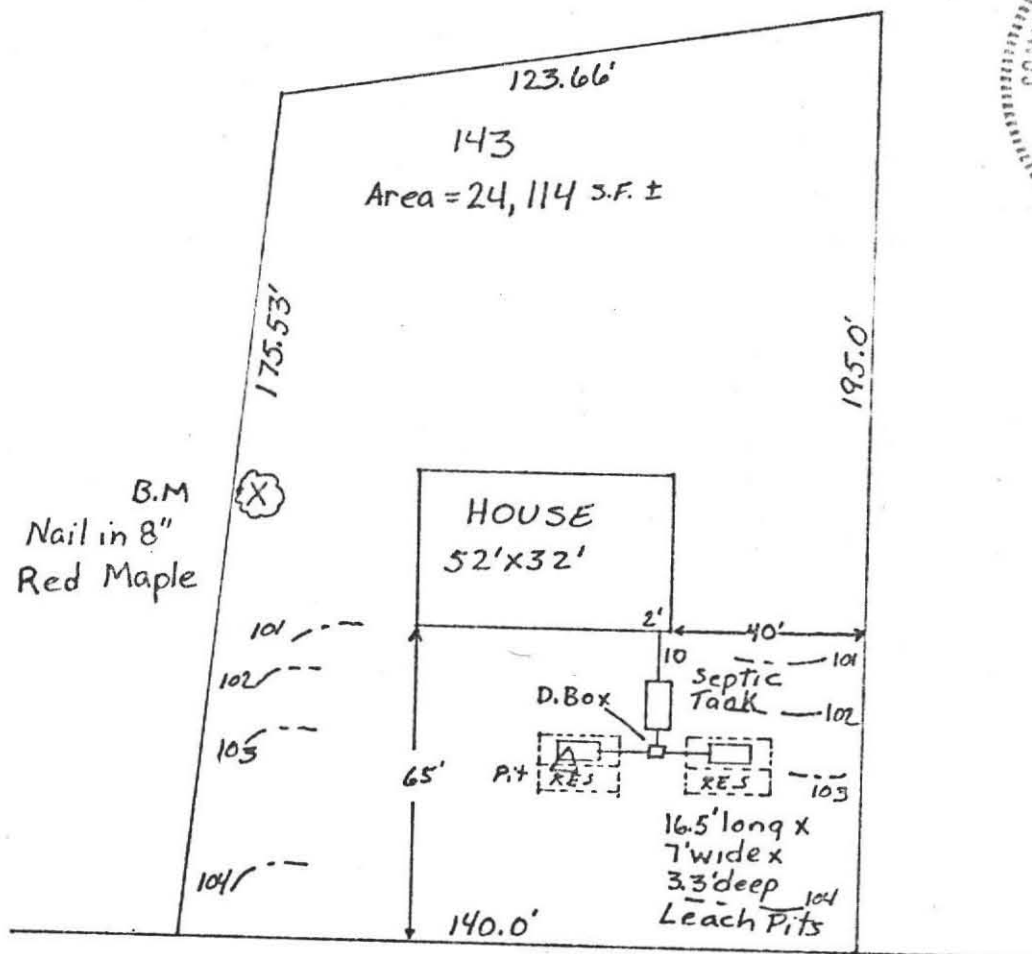 123.66'
143
Area = 24,114 S.F. ±
175.53'
195.0'
B.M
Nail in 8"
Red Maple
X
HOUSE
52'X32'
2'
40'
101
10
101
102
Septic
Taak
102
D.Box
103
65'
Pit
RES
RES
103
16.5' long x
7' wide x
3.3' deep
104
104
Leach Pits
140.0'